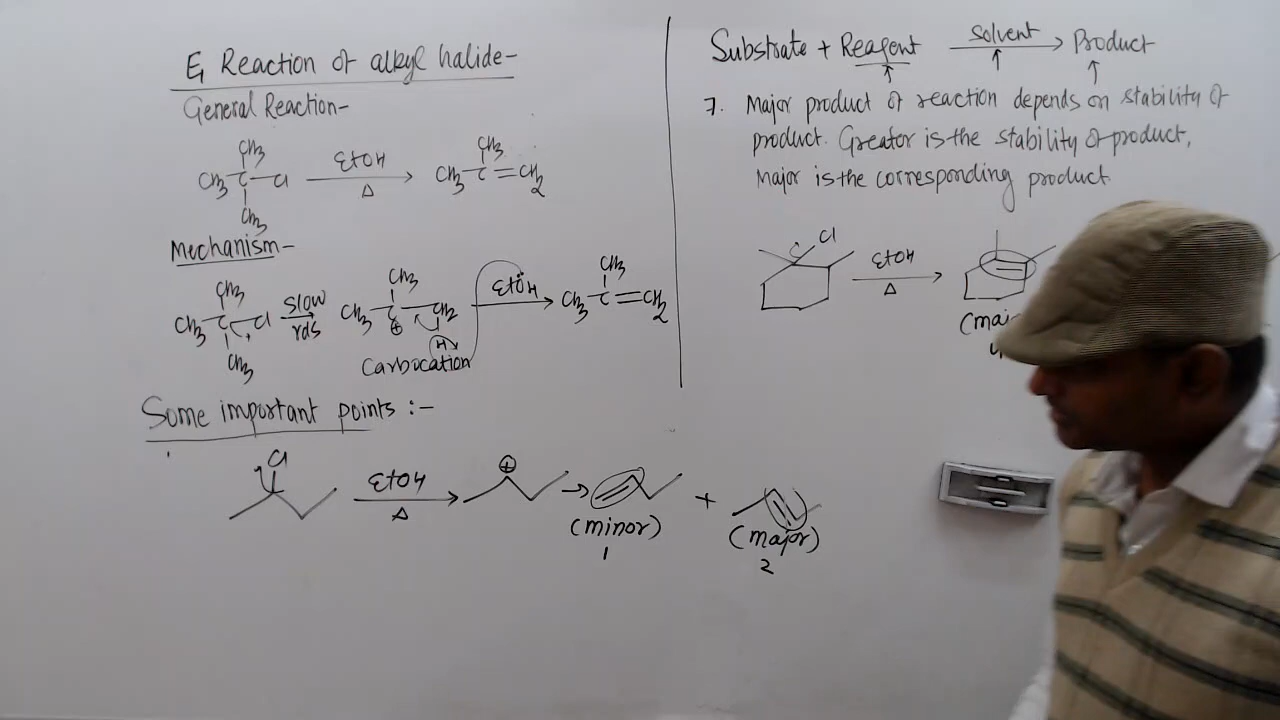 E1 Reaction of alkyl halide-
General Reaction-
CH3
CH3 C Cl EtOH Δ CH3 C CH2
CH3
CH3
Mechanism-
CH3
CH3 C Cl Slow rds CH3 C CH2 EtÖH CH3 C CH2
CH3
CH3
CH3
⊕
H
Carbocation
Some important points :-
Cl
EtOH
Δ
⊕
+
(minor)
1
(major)
2
Substrate + Reagent solvent Product
7. Major product of reaction depends on stability of
product. Greator is the stability of product,
Major is the corresponding product
C Cl
EtOH
Δ